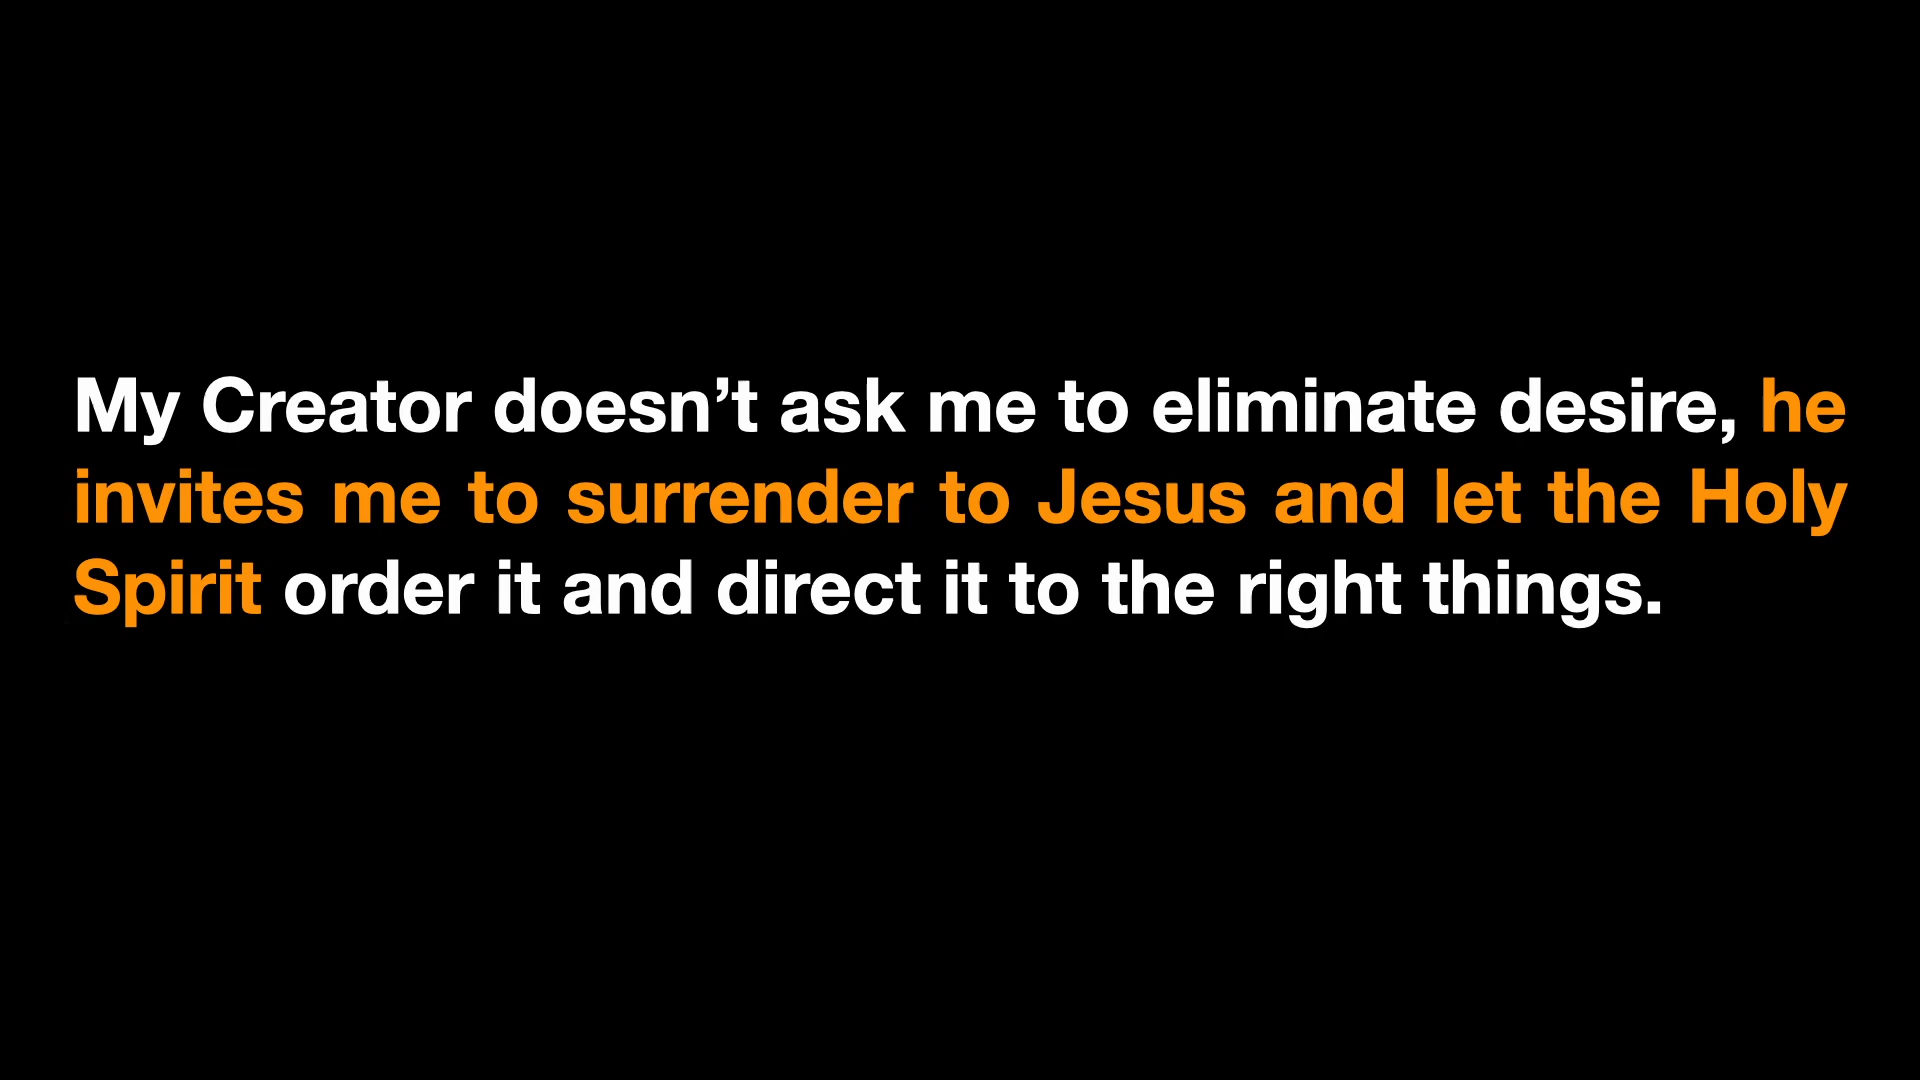 My Creator doesn’t ask me to eliminate desire, he
invites me to surrender to Jesus and let the Holy
Spirit order it and direct it to the right things.